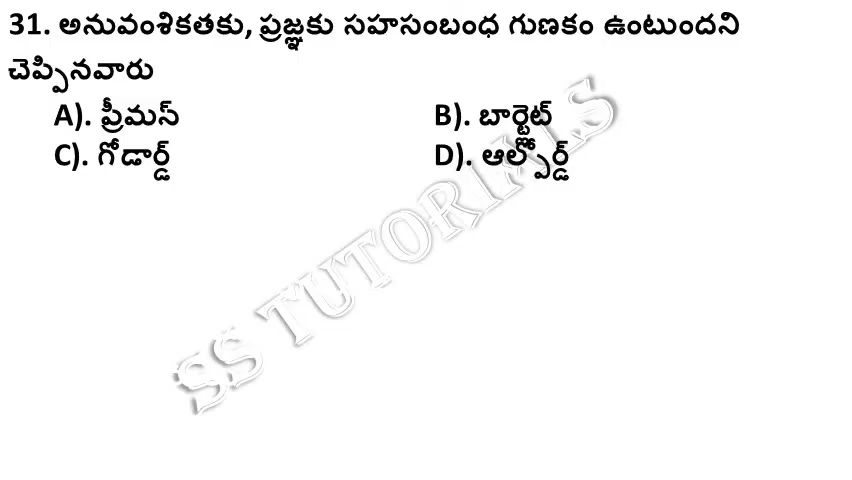 31. అనువంశికతకు, ప్రజ్ఞకు సహసంబంధ గుణకం ఉంటుందని
చెప్పినవారు
A). ప్రీమస్ B). బార్ట్లెట్
C). గోడార్డ్ D). ఆల్పోర్డ్
SS TUTORIALS